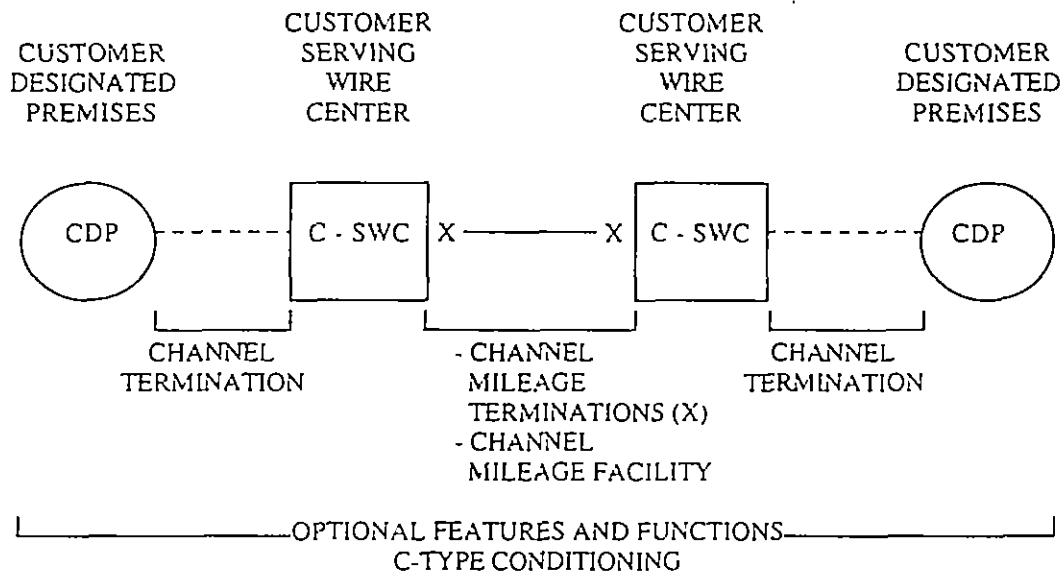 CUSTOMER
DESIGNATED
PREMISES
CUSTOMER
SERVING
WIRE
CENTER
CUSTOMER
SERVING
WIRE
CENTER
CUSTOMER
DESIGNATED
PREMISES
CDP
C - SWC
X
X
C - SWC
CDP
CHANNEL
TERMINATION
- CHANNEL
MILEAGE
TERMINATIONS (X)
- CHANNEL
MILEAGE FACILITY
CHANNEL
TERMINATION
OPTIONAL FEATURES AND FUNCTIONS
C-TYPE CONDITIONING